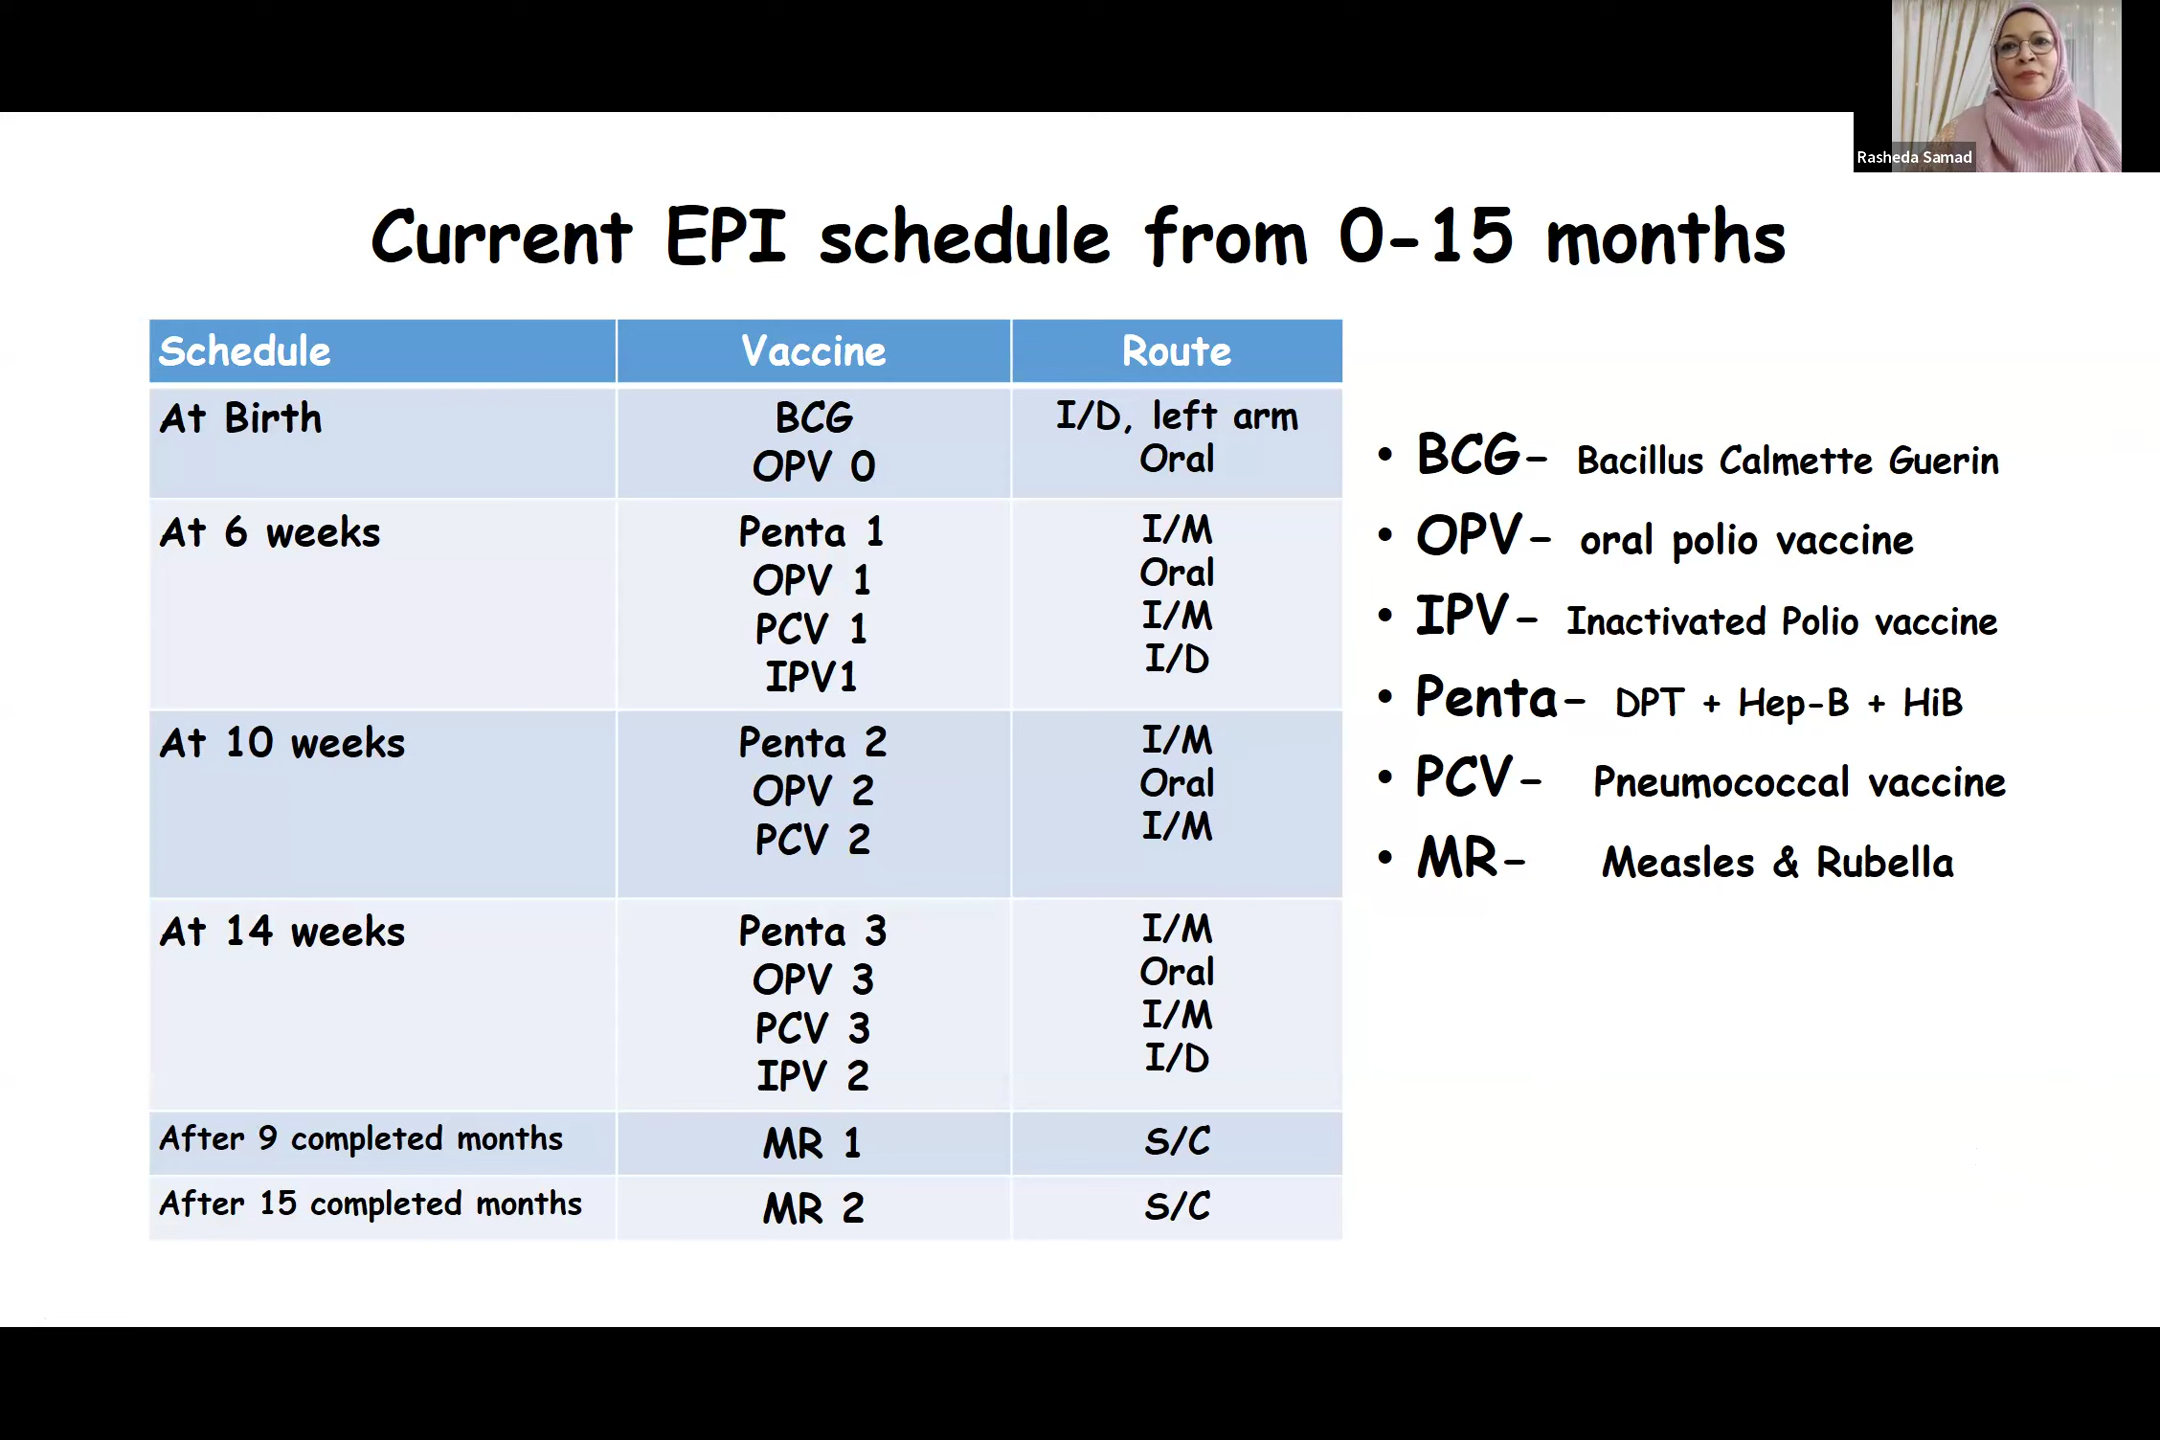 Rasheda Samad
Current EPI schedule from 0-15 months
Schedule Vaccine Route
At Birth BCG I/D, left arm
OPV 0 Oral
At 6 weeks Penta 1 I/M
OPV 1 Oral
PCV 1 I/M
IPV1 I/D
At 10 weeks Penta 2 I/M
OPV 2 Oral
PCV 2 I/M
At 14 weeks Penta 3 I/M
OPV 3 Oral
PCV 3 I/M
IPV 2 I/D
After 9 completed months MR 1 S/C
After 15 completed months MR 2 S/C
• BCG- Bacillus Calmette Guerin
• OPV- oral polio vaccine
• IPV- Inactivated Polio vaccine
• Penta- DPT + Hep-B + HiB
• PCV- Pneumococcal vaccine
• MR- Measles & Rubella